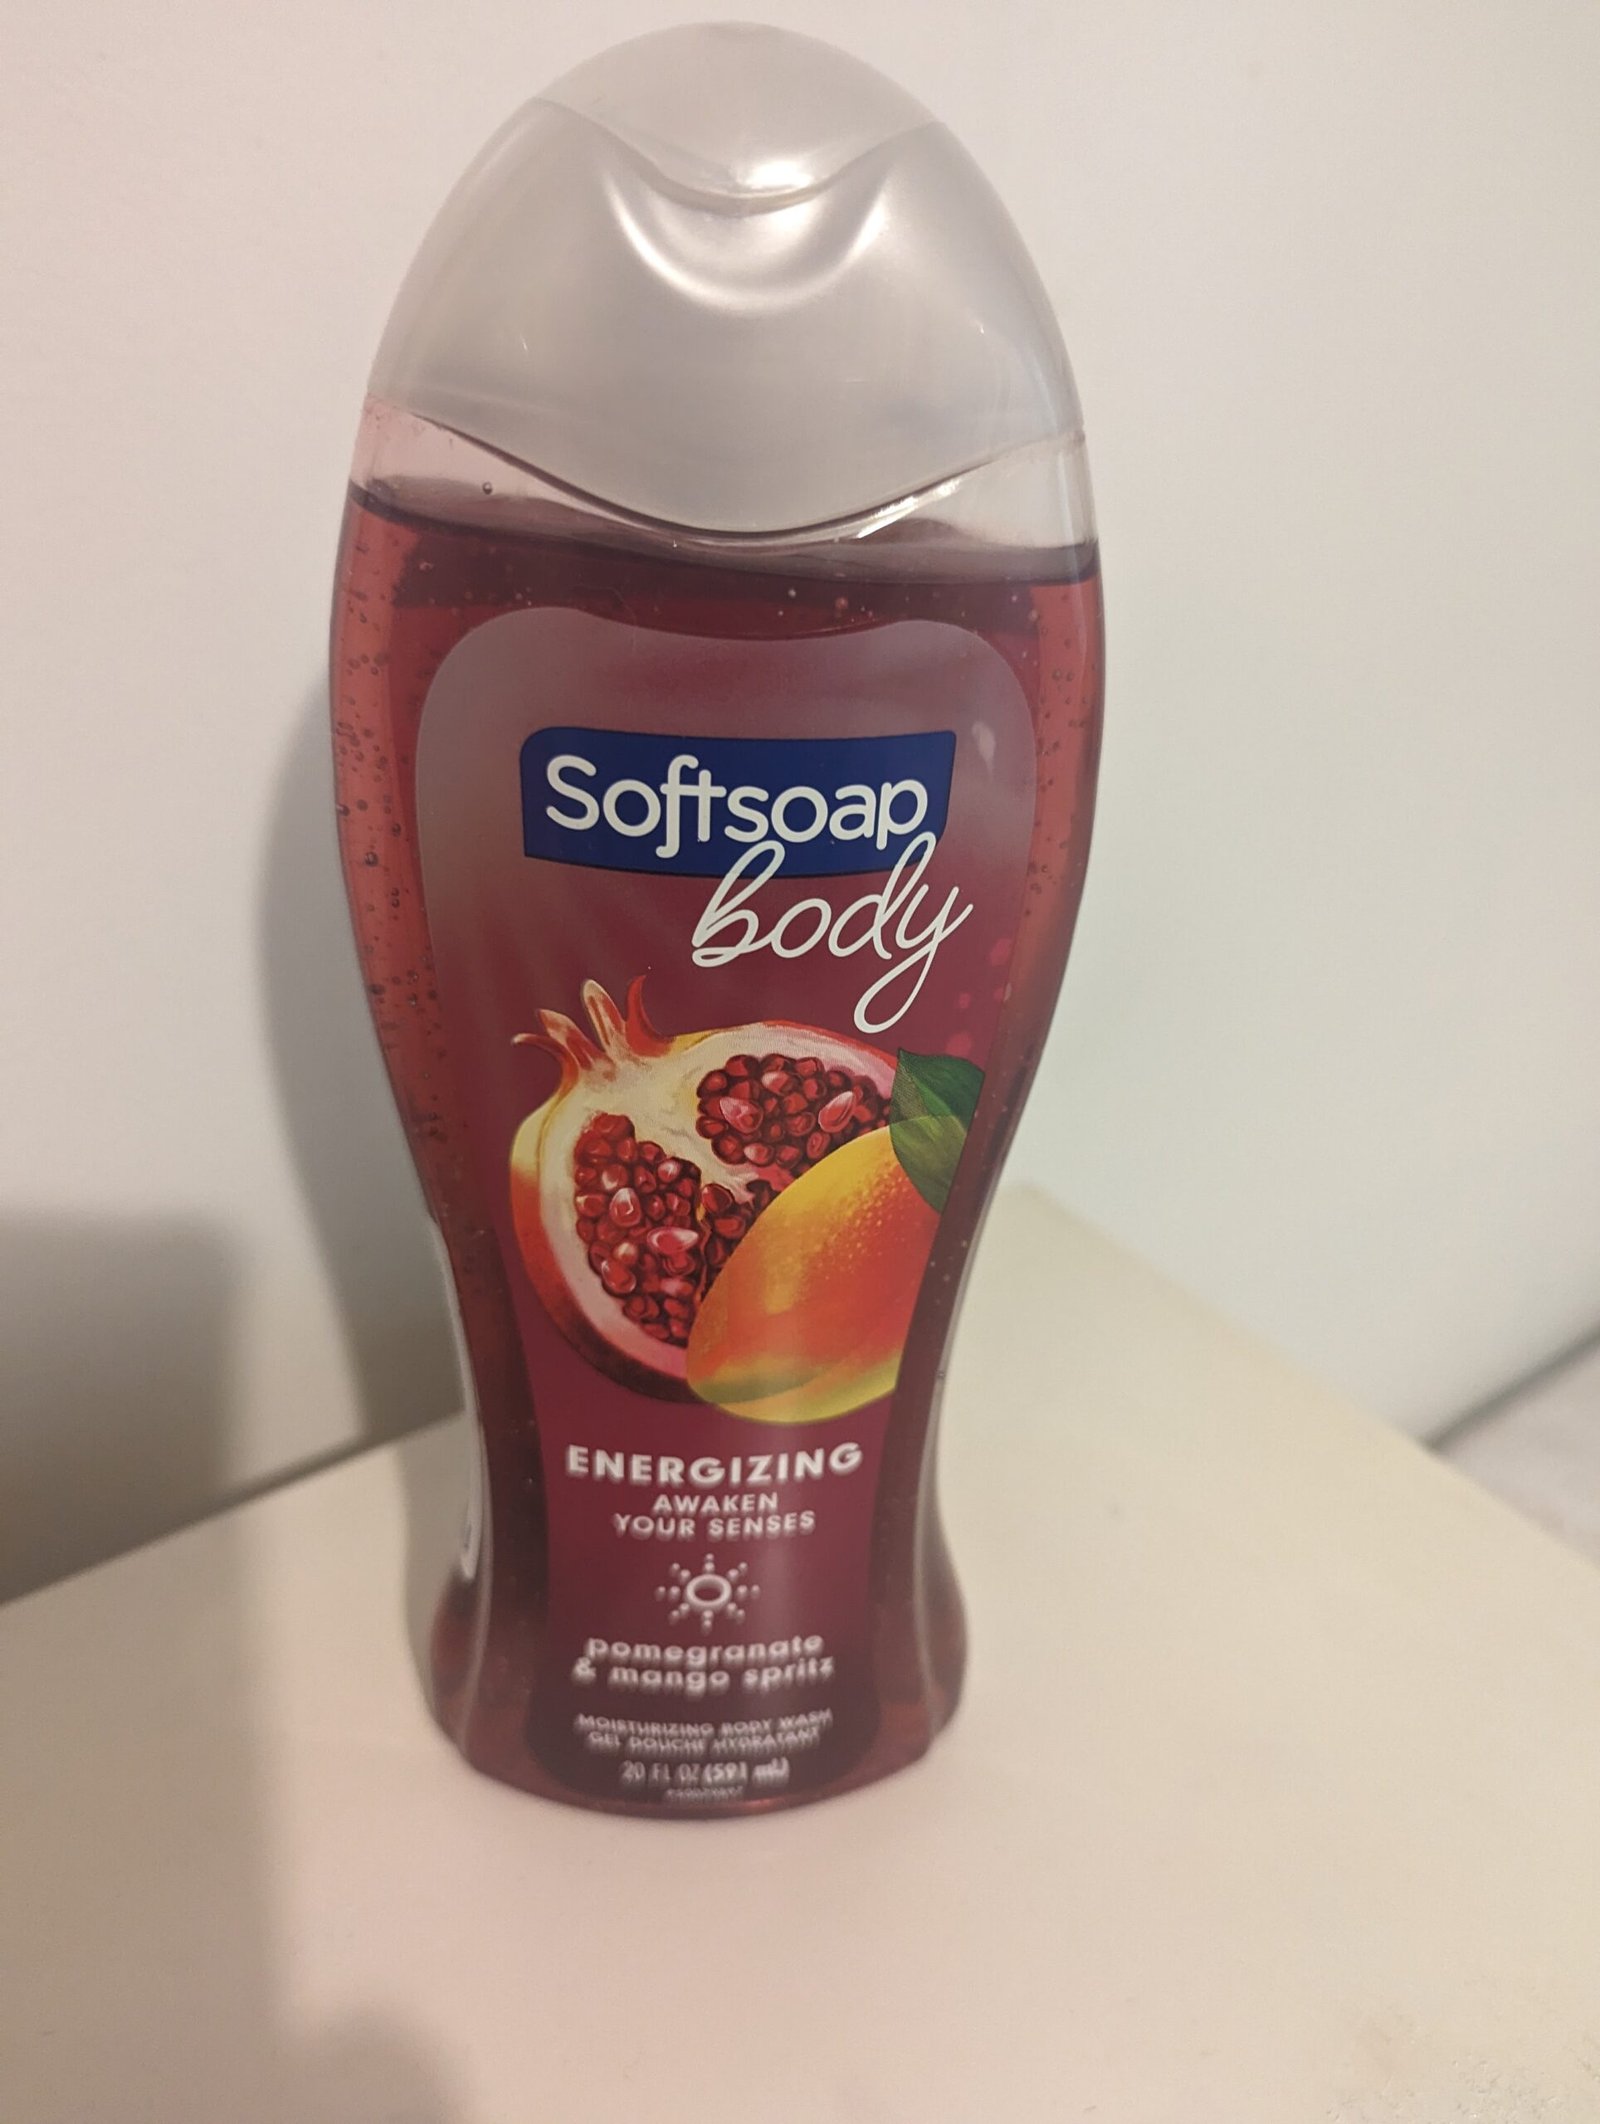 Softsoap
body
ENERGIZING
AWAKEN
YOUR SENSES
pomegranate
& mango spritz
MOISTURIZING BODY WASH
GEL DOUCHE HYDRATANT
20 FL OZ (591 mL)